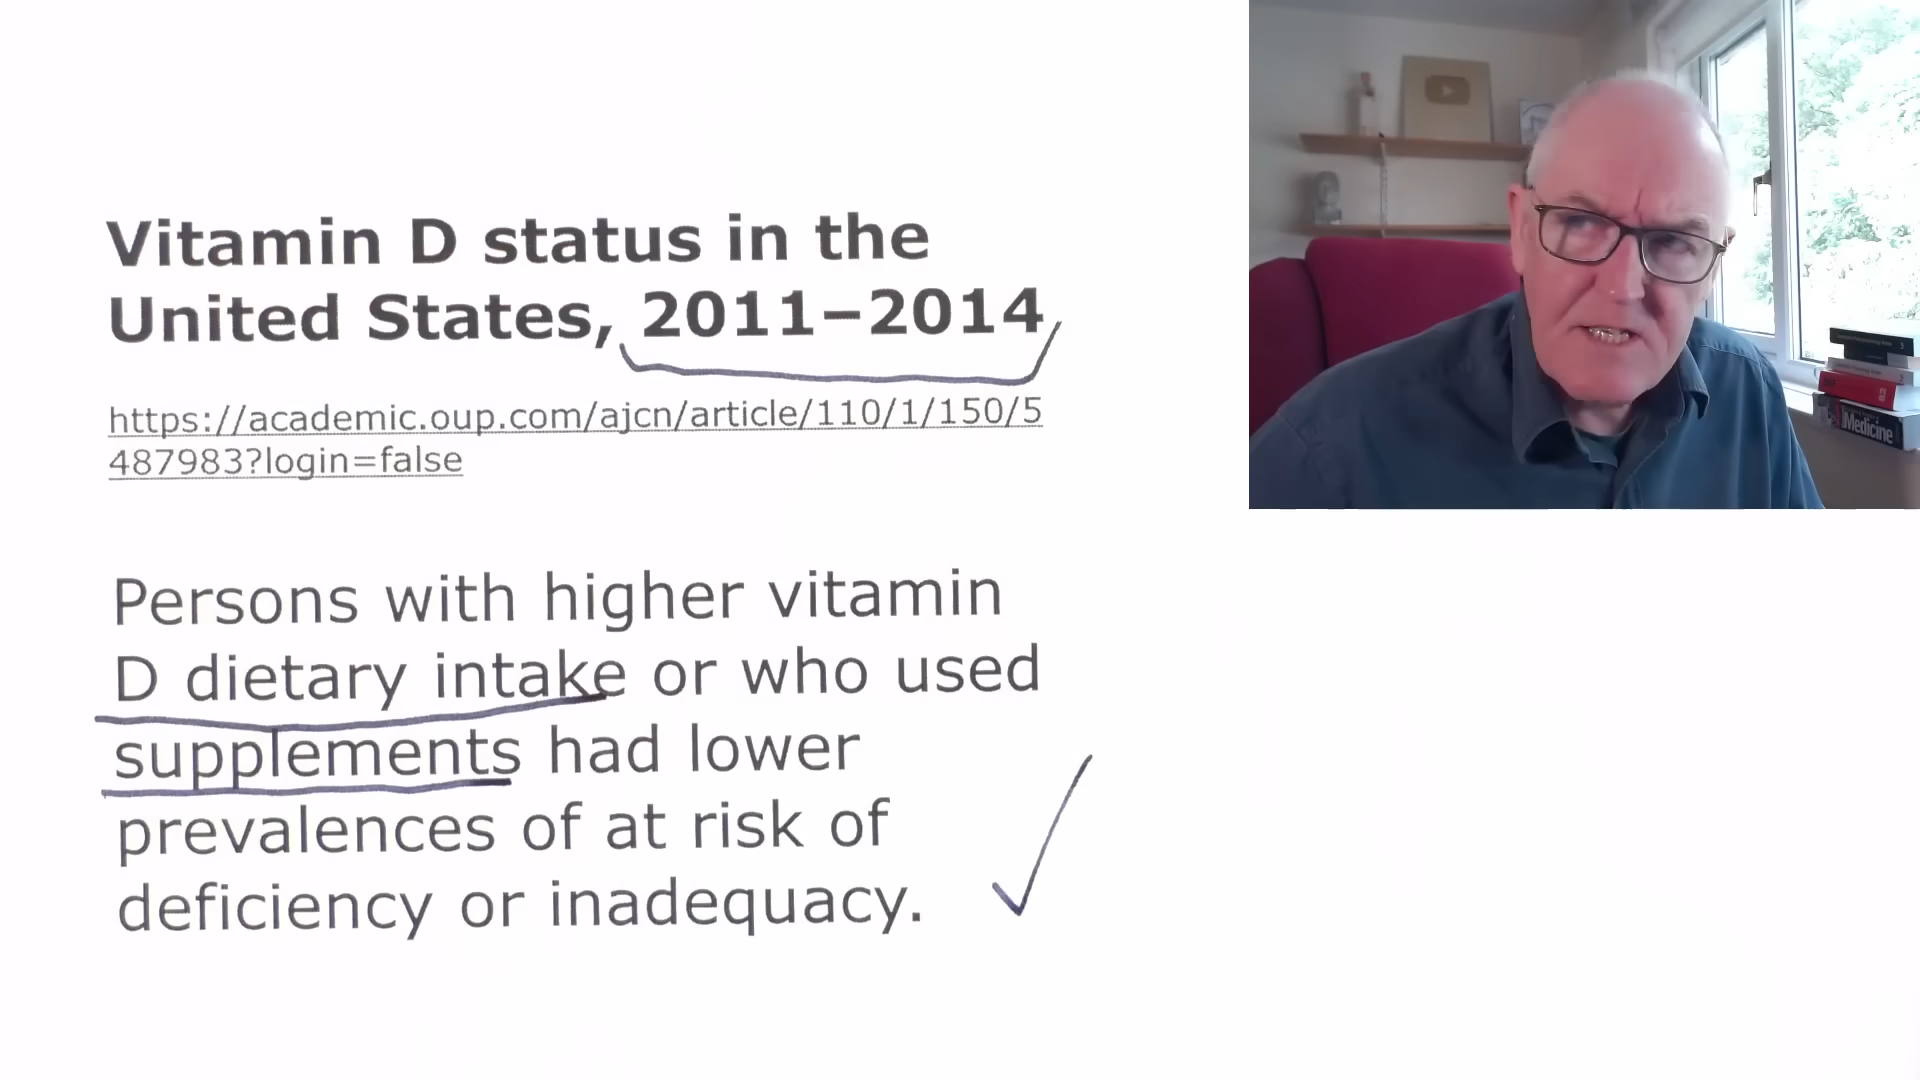 Vitamin D status in the
United States, 2011–2014
https://academic.oup.com/ajcn/article/110/1/150/5
487983?login=false
Persons with higher vitamin
D dietary intake or who used
supplements had lower
prevalences of at risk of
deficiency or inadequacy.
Medicine